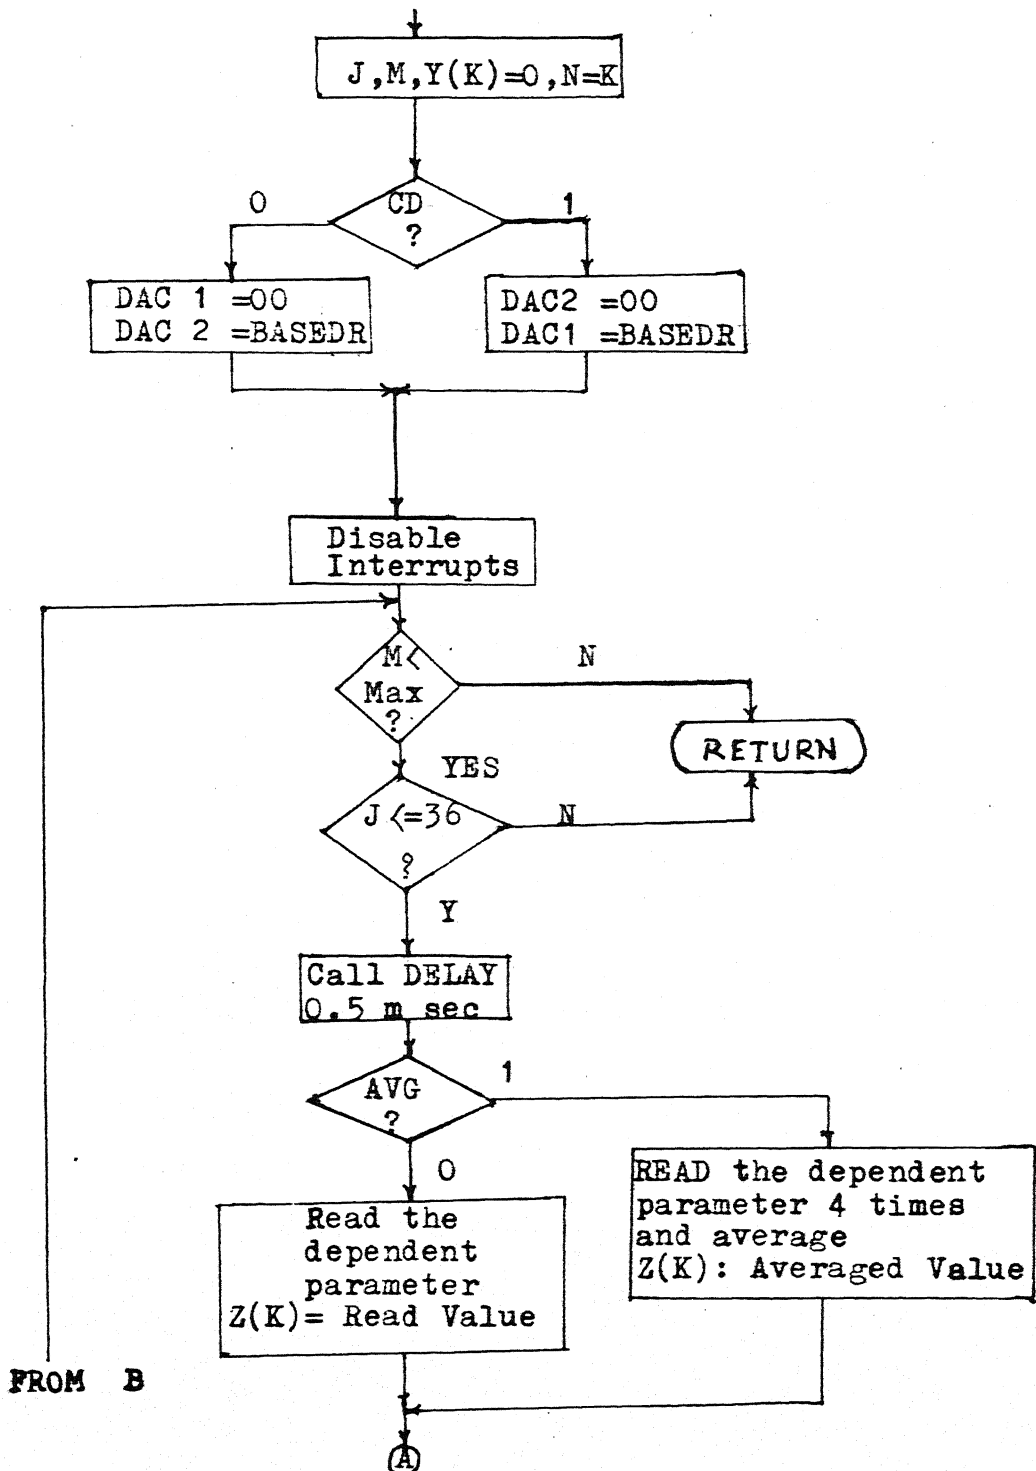 J,M,Y(K)=0,N=K
CD
?
0
1
DAC 1 =00
DAC 2 =BASEDR
DAC2 =00
DAC1 =BASEDR
Disable
Interrupts
M<
Max
?
N
RETURN
YES
J <=36
?
N
Y
Call DELAY
0.5 m sec
AVG
?
1
0
Read the
dependent
parameter
Z(K)= Read Value
READ the dependent
parameter 4 times
and average
Z(K): Averaged Value
FROM B
A